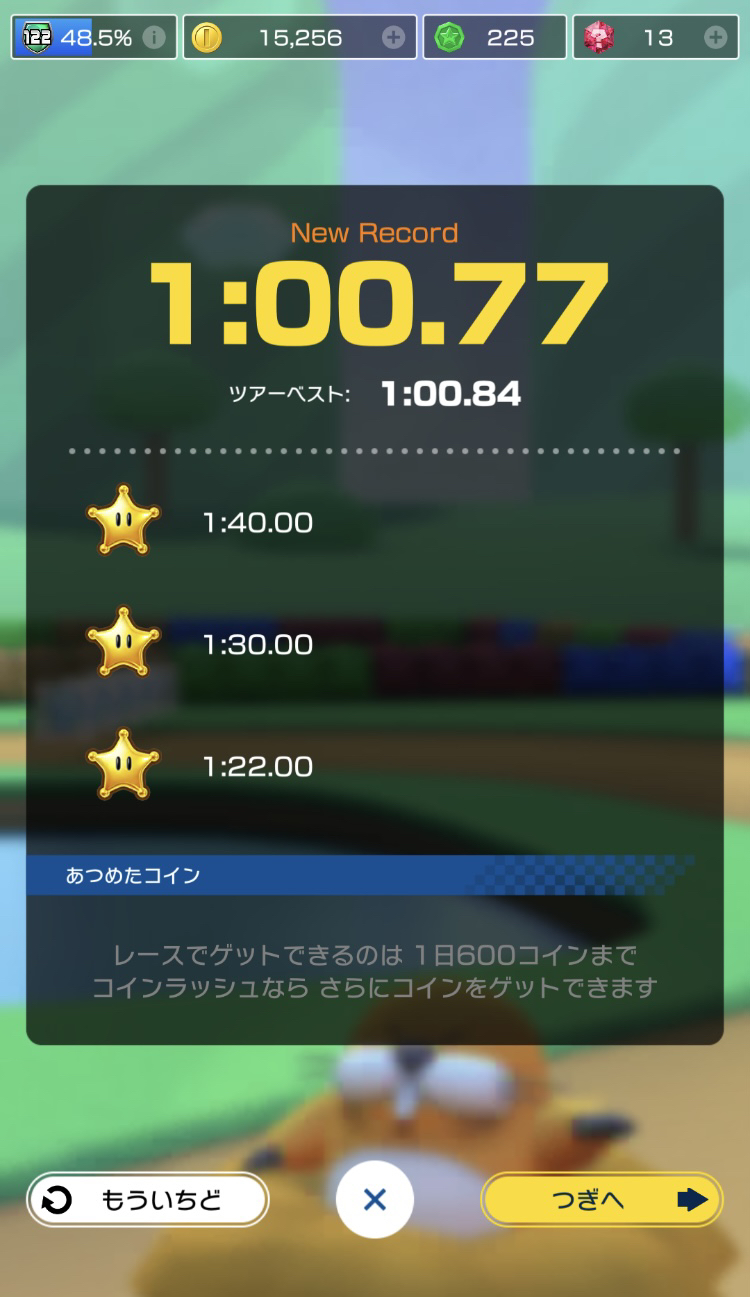 122 48.5% i 15,256 + 225 13 +
New Record
1:00.77
ツアーベスト: 1:00.84
1:40.00
1:30.00
1:22.00
あつめたコイン
レースでゲットできるのは 1日600コインまで
コインラッシュなら さらにコインをゲットできます
もういちど × つぎへ